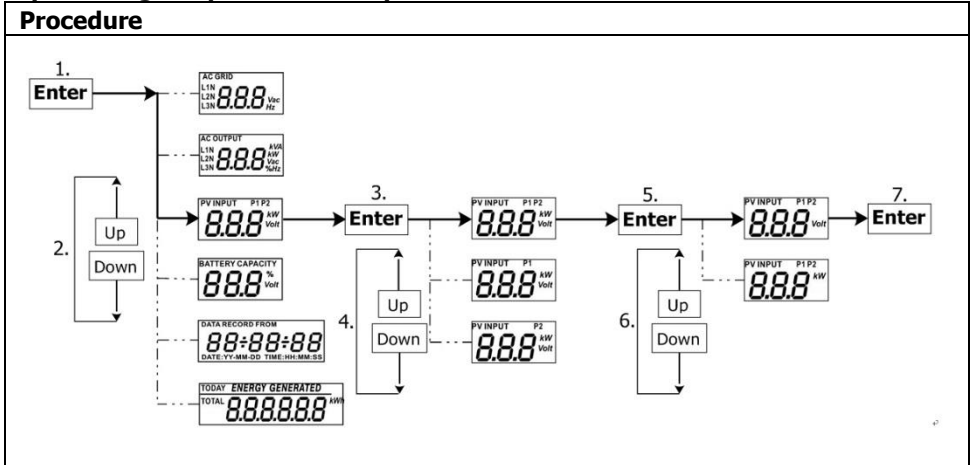 Procedure
1.
Enter
AC GRID
L1N
L2N
L3N
8.8.8
Vac
Hz
AC OUTPUT
L1N
L2N
L3N
8.8.8
kVA
kW
Vac
%Hz
2.
Up
Down
PV INPUT P1 P2
8.8.8
kW
Volt
BATTERY CAPACITY
88.8
%
Volt
DATA RECORD FROM
88÷88÷88
DATE:YY-MM-DD TIME:HH:MM:SS
TODAY ENERGY GENERATED
TOTAL
8.8.8.8.8.8
kWh
3.
Enter
4.
Up
Down
PV INPUT P1 P2
8.8.8
kW
Volt
PV INPUT P1
8.8.8
kW
Volt
PV INPUT P2
8.8.8
kW
Volt
5.
Enter
6.
Up
Down
PV INPUT P1 P2
8.8.8
kW
Volt
PV INPUT P1P2
8.8.8
kW
7.
Enter